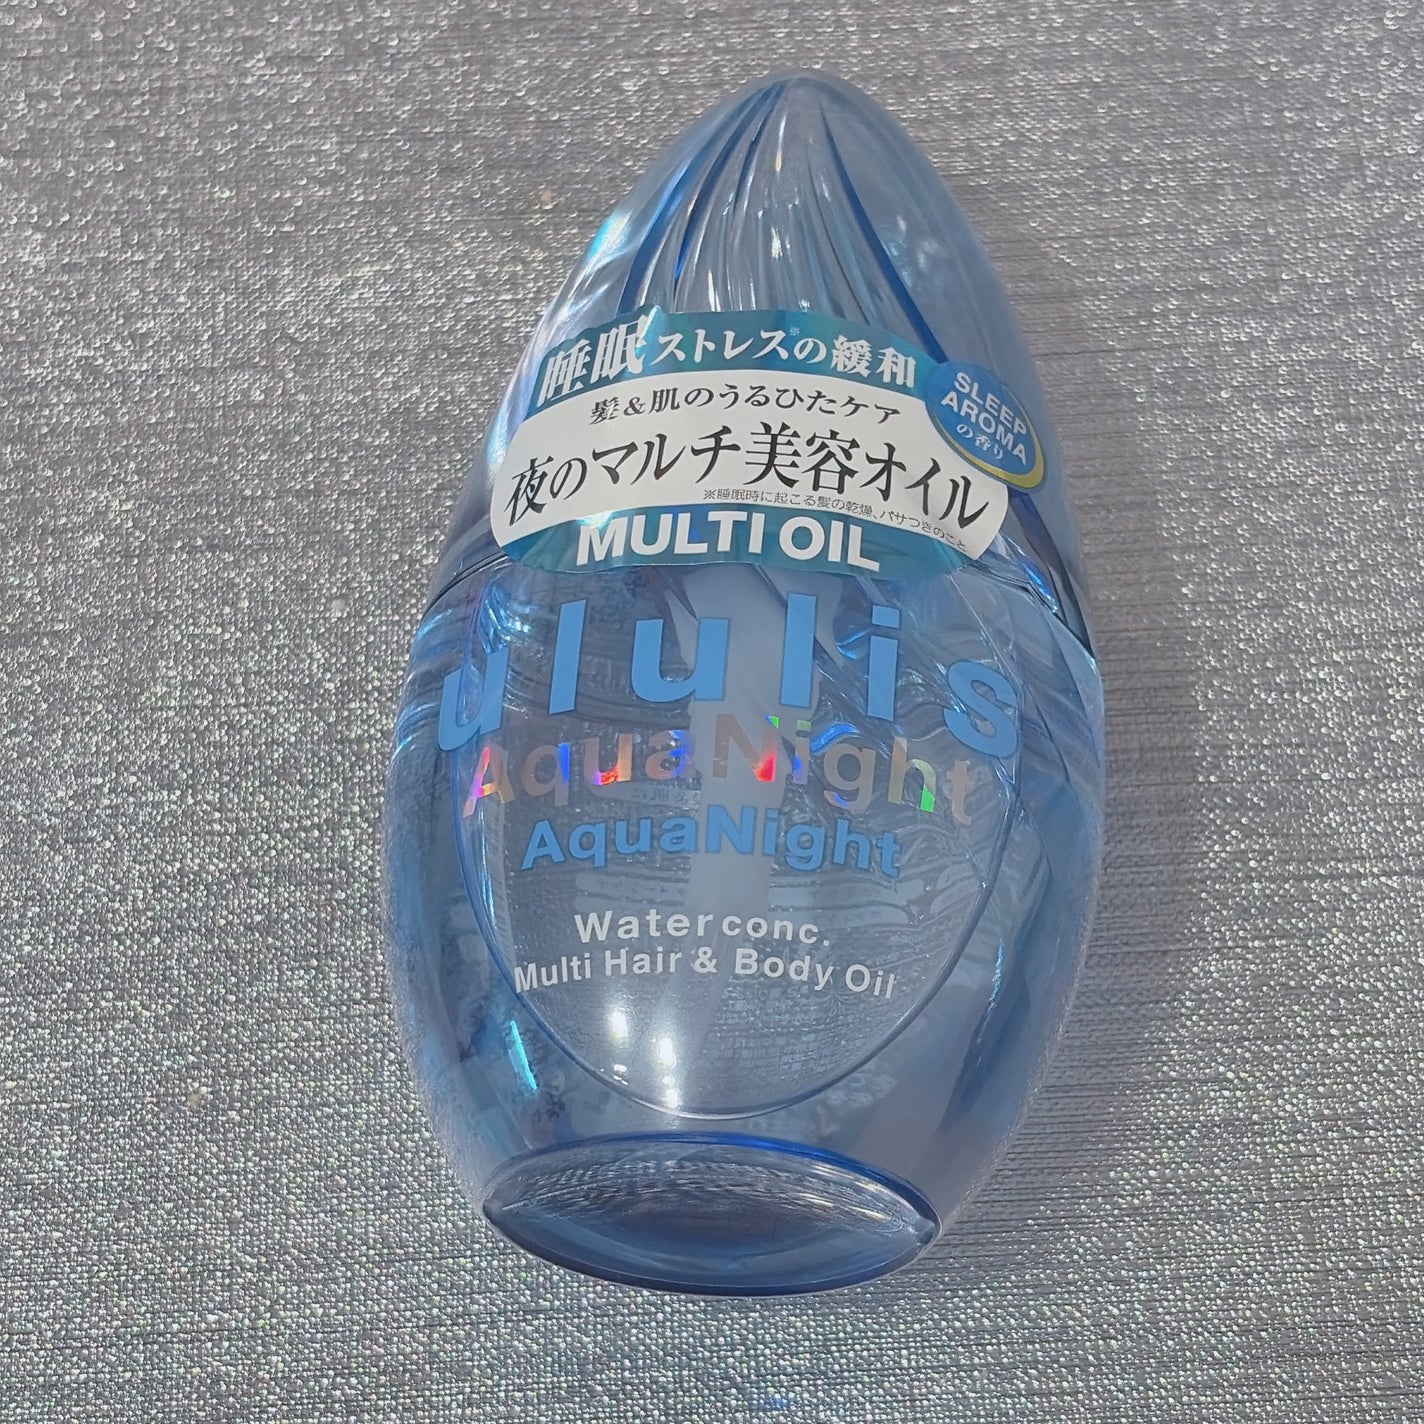 睡眠ストレス※の緩和
髪&肌のうるひたケア
夜のマルチ美容オイル
※睡眠時に起こる髪の乾燥、パサつきのこと
MULTI OIL
SLEEP
AROMA
の香り
ululis
AquaNight
AquaNight
Water conc.
Multi Hair & Body Oil